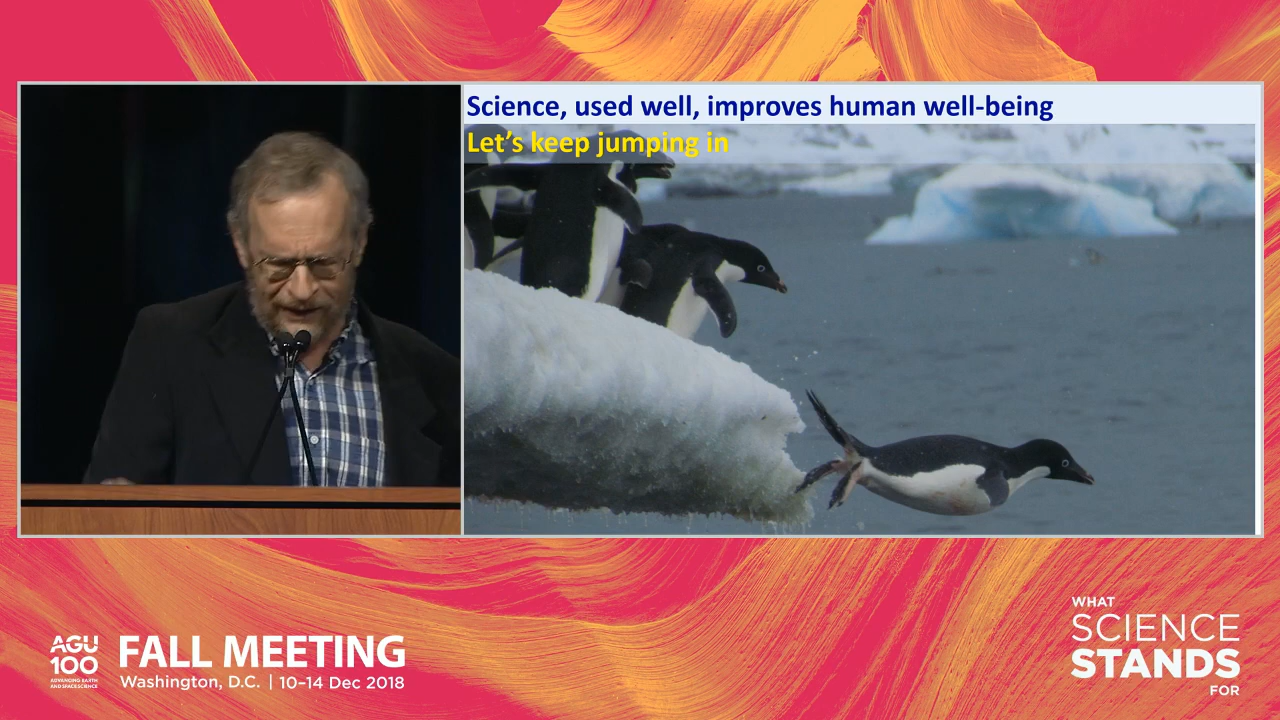 Science, used well, improves human well-being
Let's keep jumping in
AGU
100
ADVANCING EARTH
AND SPACE SCIENCE
FALL MEETING
Washington, D.C. | 10–14 Dec 2018
WHAT
SCIENCE
STANDS
FOR